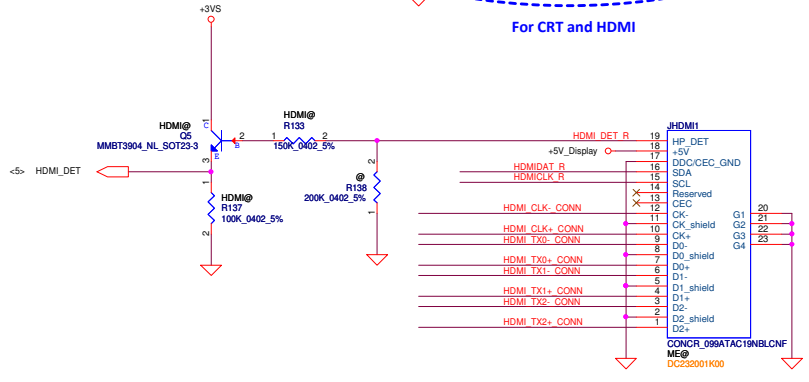 +3VS
For CRT and HDMI
HDMI@
Q5
MMBT3904_NL_SOT23-3
1
C
2
B
E
3
HDMI@
R133
1
2
150K_0402_5%
<5> HDMI_DET
1
HDMI@
R137
100K_0402_5%
2
2
@
R138
200K_0402_5%
1
JHDMI1
HDMI_DET_R 19 HP_DET
+5V_Display 18 +5V
17 DDC/CEC_GND
HDMIDAT_R 16 SDA
HDMICLK_R 15 SCL
14 Reserved
13 CEC
HDMI_CLK-_CONN 12 CK- G1 20
11 CK_shield G2 21
HDMI_CLK+_CONN 10 CK+ G3 22
HDMI_TX0-_CONN 9 D0- G4 23
8 D0_shield
HDMI_TX0+_CONN 7 D0+
HDMI_TX1-_CONN 6 D1-
5 D1_shield
HDMI_TX1+_CONN 4 D1+
HDMI_TX2-_CONN 3 D2-
2 D2_shield
HDMI_TX2+_CONN 1 D2+
CONCR_099ATAC19NBLCNF
ME@
DC232001K00